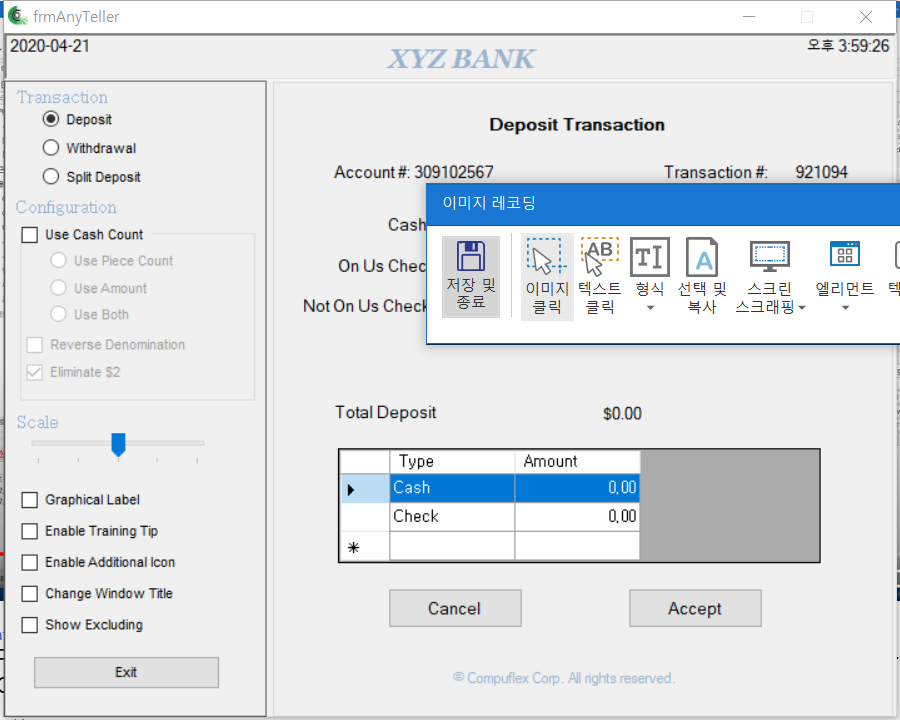 frmAnyTeller
2020-04-21
XYZ BANK
오후 3:59:26
Transaction
Deposit
Withdrawal
Split Deposit
Configuration
Use Cash Count
Use Piece Count
Use Amount
Use Both
Reverse Denomination
Eliminate $2
Scale
Graphical Label
Enable Training Tip
Enable Additional Icon
Change Window Title
Show Excluding
Exit
Deposit Transaction
Account #: 309102567
Transaction #: 921094
Cash
On Us Chec
Not On Us Check
이미지 레코딩
저장 및
종료
이미지
클릭
AB
텍스트
클릭
TI
형식
A
선택 및
복사
스크린
스크래핑
엘리먼트
텍
Total Deposit $0.00
Type Amount
Cash 0,00
Check 0,00
Cancel
Accept
© Compuflex Corp. All rights reserved.